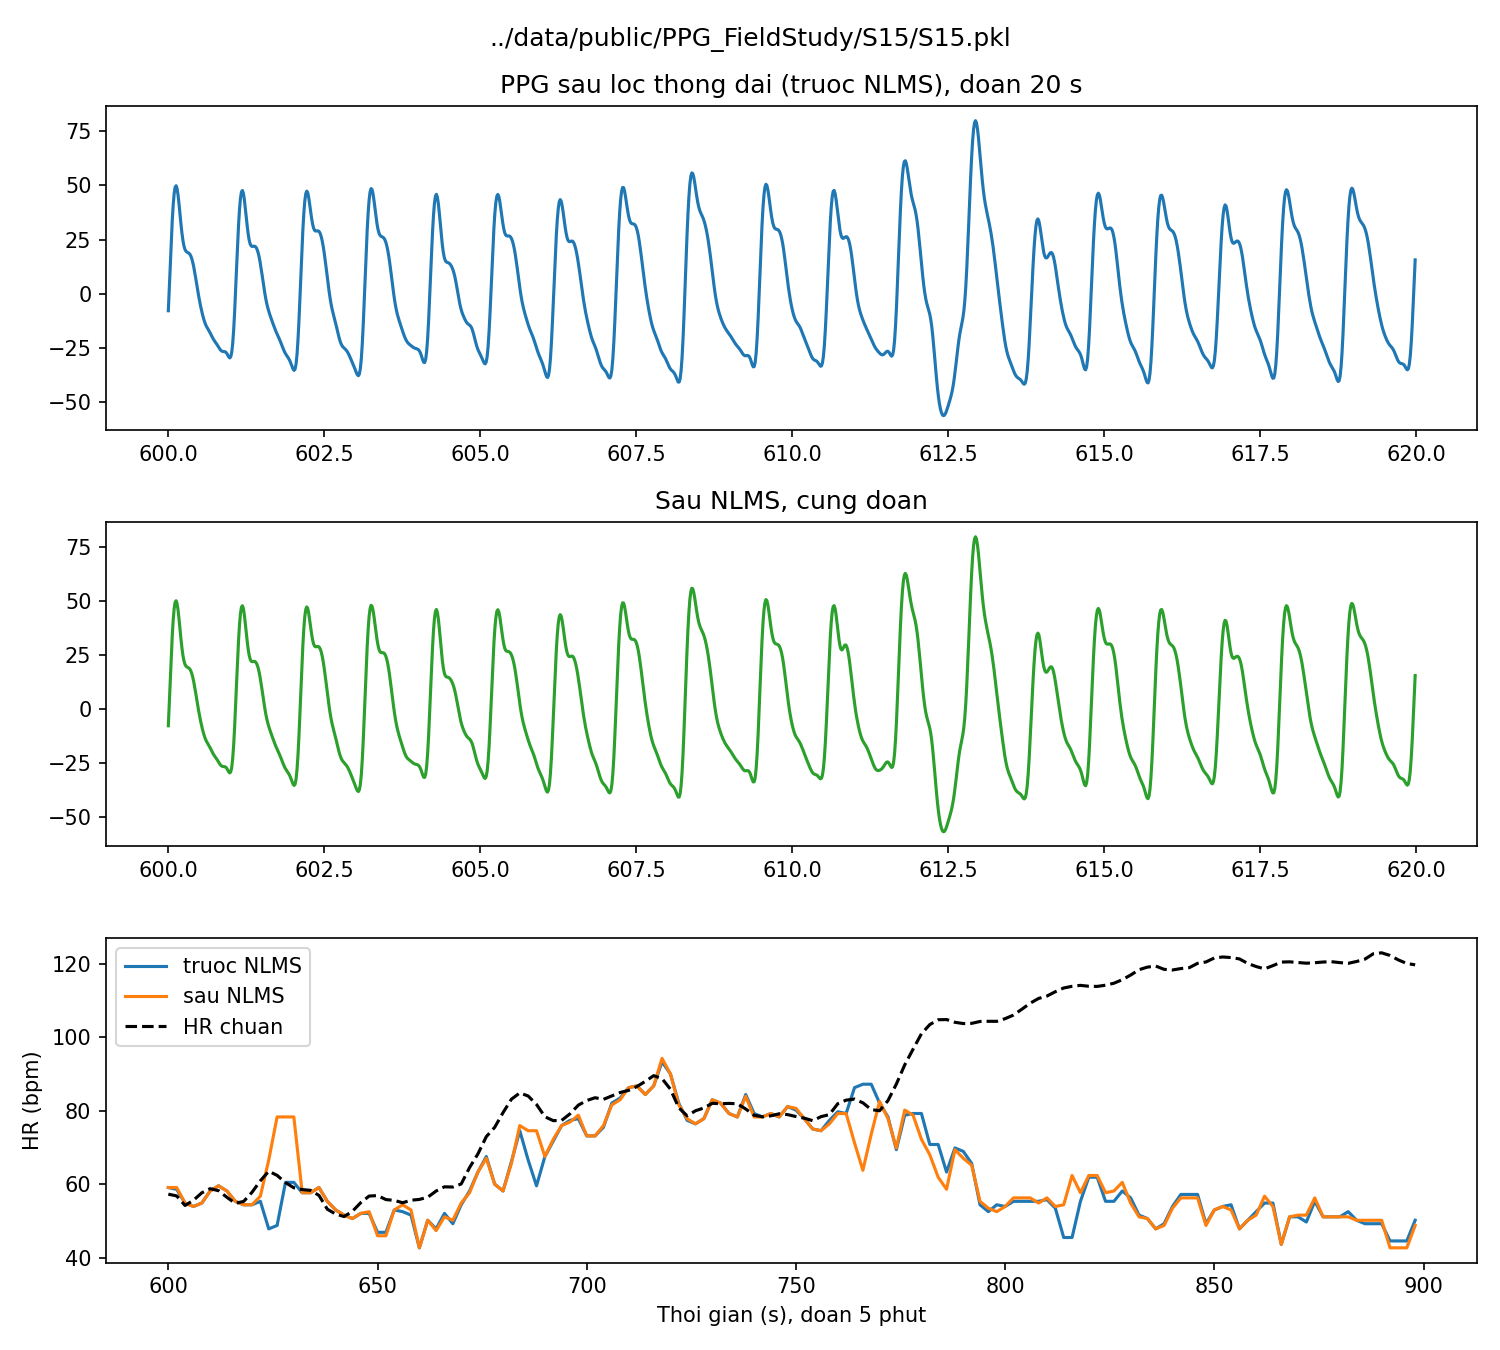 ../data/public/PPG_FieldStudy/S15/S15.pkl
PPG sau loc thong dai (truoc NLMS), doan 20 s
75
50
25
0
−25
−50
600.0 602.5 605.0 607.5 610.0 612.5 615.0 617.5 620.0
Sau NLMS, cung doan
75
50
25
0
−25
−50
600.0 602.5 605.0 607.5 610.0 612.5 615.0 617.5 620.0
truoc NLMS
sau NLMS
HR chuan
HR (bpm)
120
100
80
60
40
600 650 700 750 800 850 900
Thoi gian (s), doan 5 phut